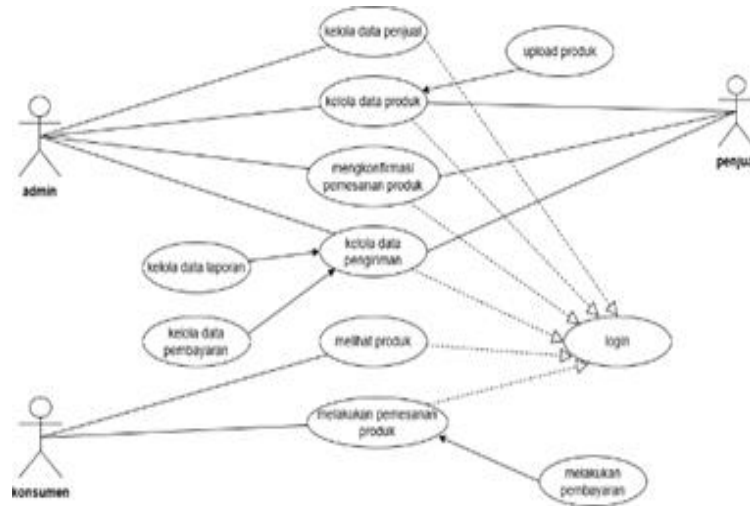 kelola data penjual
upload produk
kelola data produk
admin
penjua
mengkonfirmasi
pemesanan produk
kelola data
pengiriman
kelola data laporan
kelola data
pembayaran
melihat produk
login
melakukan pemesanan
produk
konsumen
melakukan
pembayaran